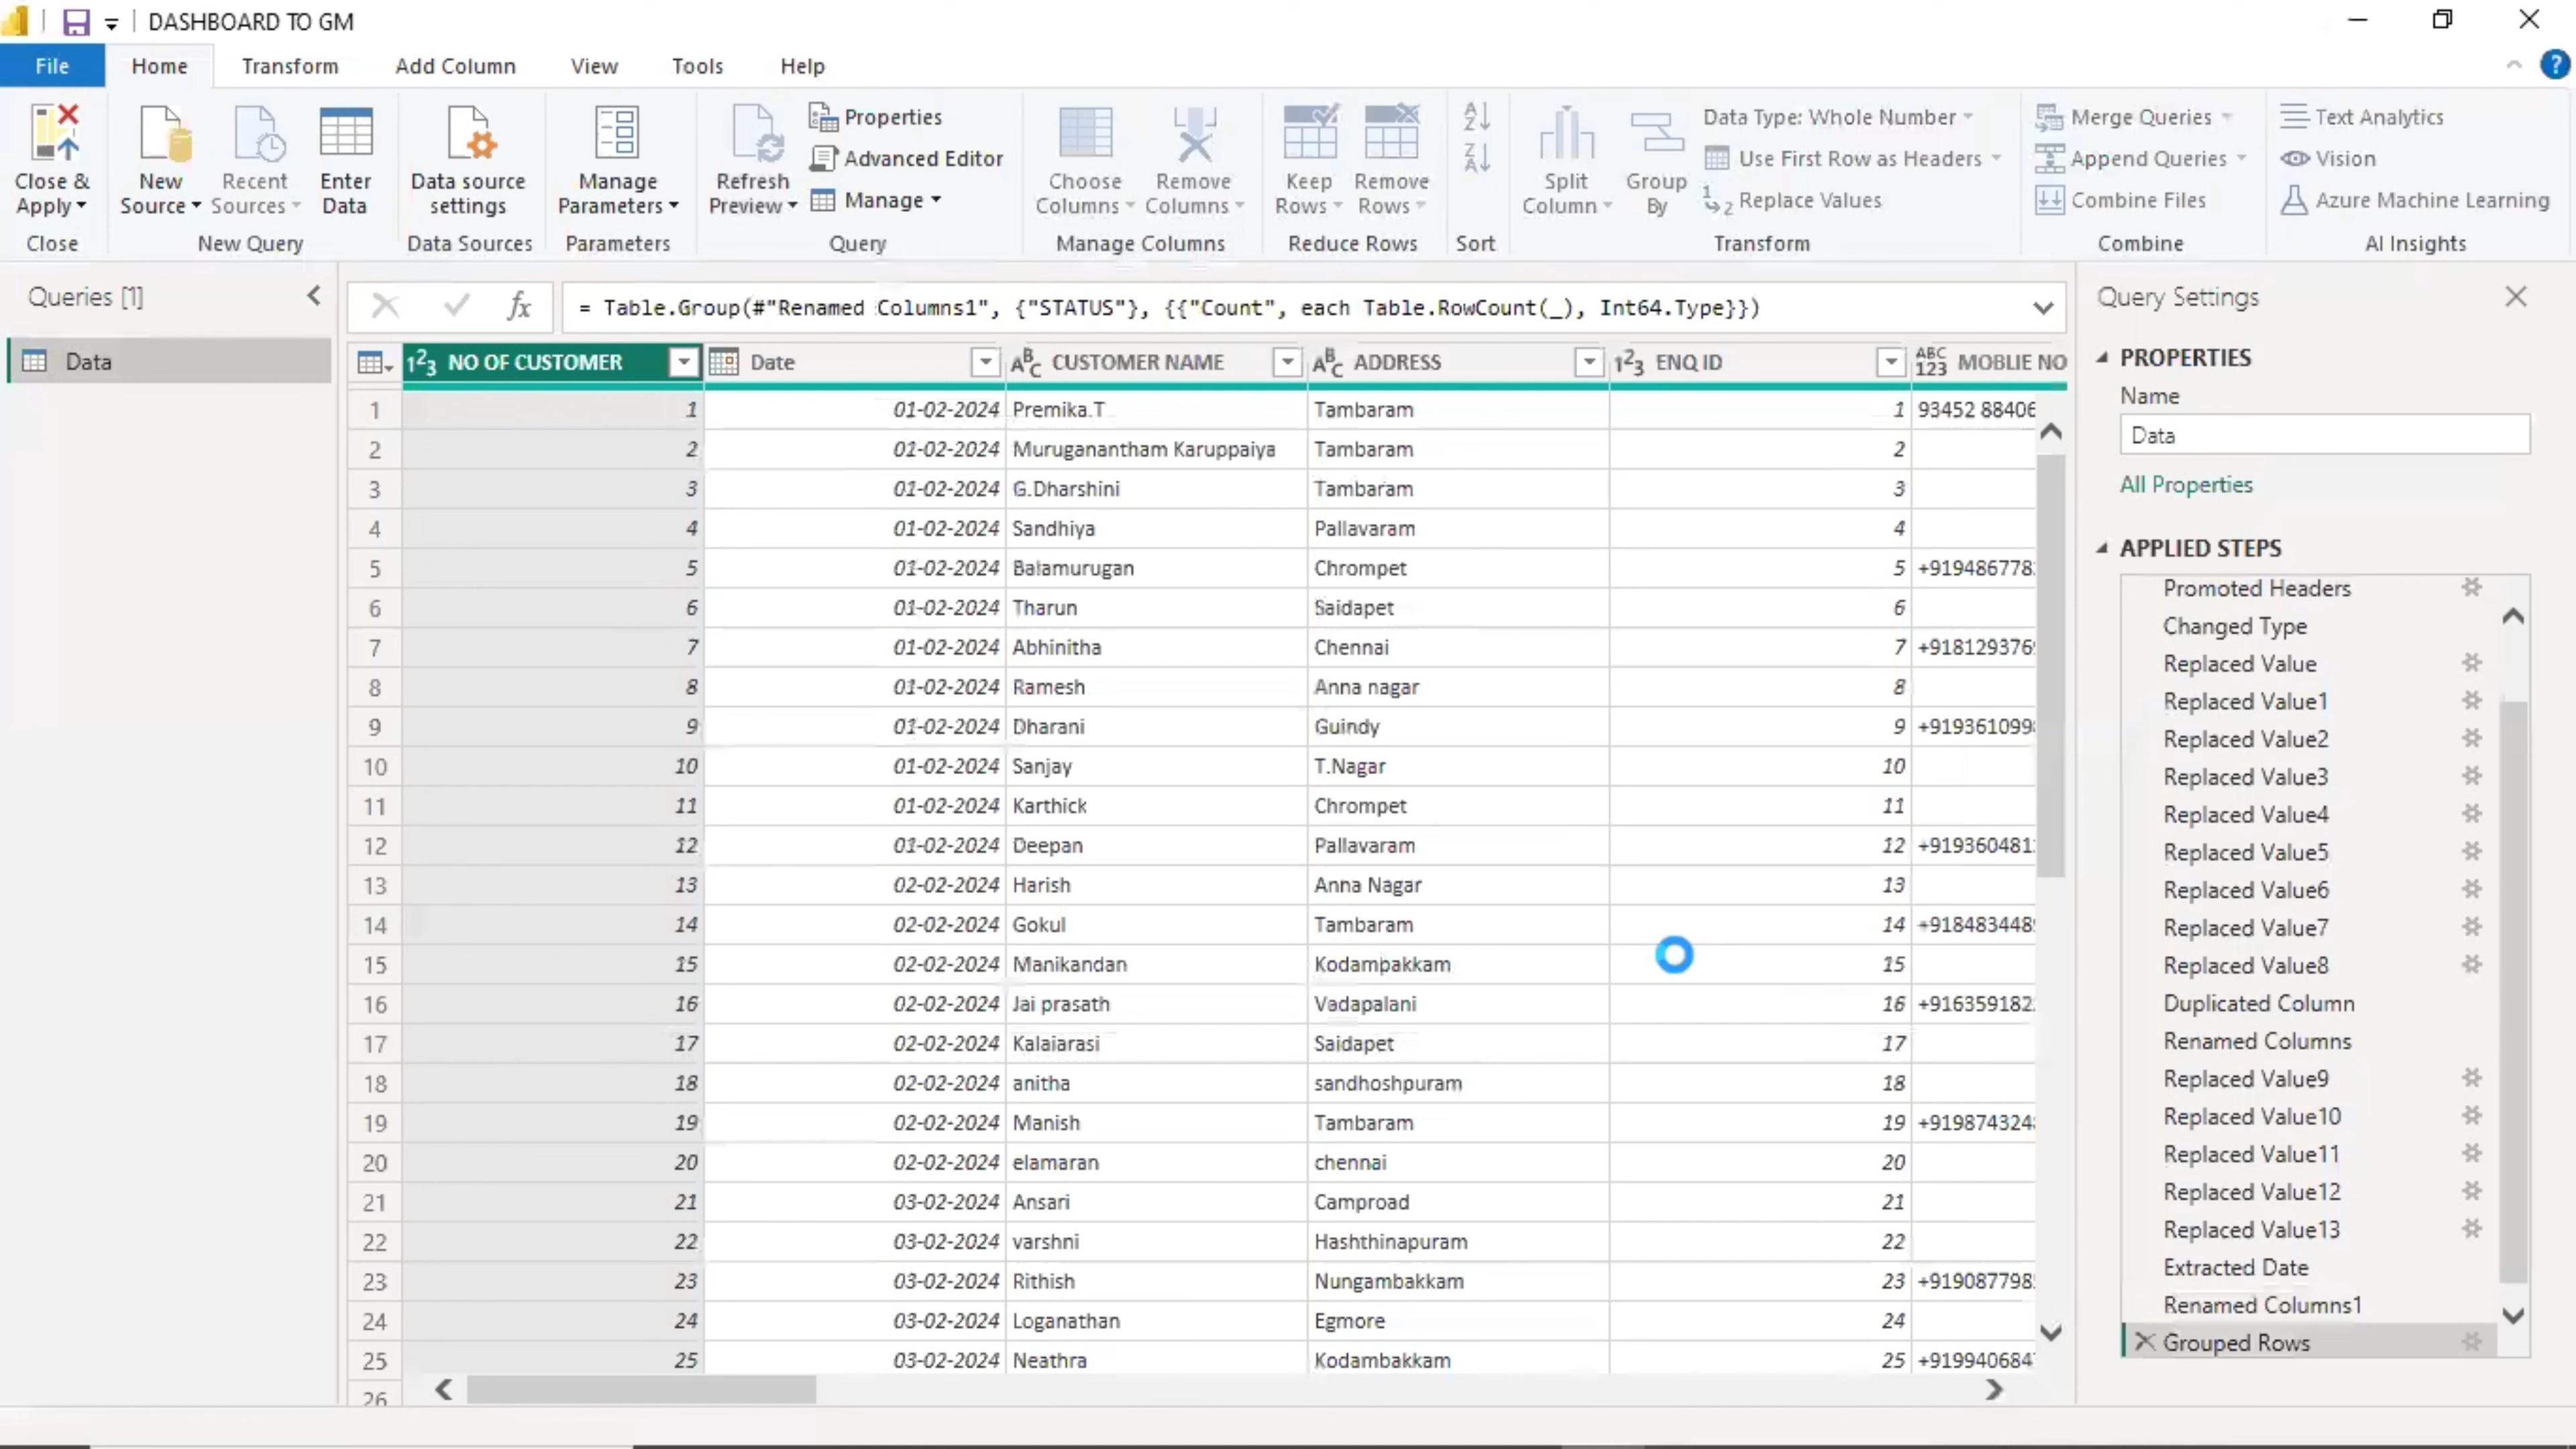 DASHBOARD TO GM
File Home Transform Add Column View Tools Help
Close & Apply
Close
New Source
Recent Sources
Enter Data
New Query
Data source settings
Data Sources
Manage Parameters
Parameters
Refresh Preview
Properties
Advanced Editor
Manage
Query
Choose Columns
Remove Columns
Manage Columns
Keep Rows
Remove Rows
Reduce Rows
Sort
Split Column
Group By
Data Type: Whole Number
Use First Row as Headers
Replace Values
Transform
Merge Queries
Append Queries
Combine Files
Combine
Text Analytics
Vision
Azure Machine Learning
AI Insights
Queries [1]
Data
fx = Table.Group(#"Renamed Columns1", {"STATUS"}, {{"Count", each Table.RowCount(_), Int64.Type}})
NO OF CUSTOMER Date CUSTOMER NAME ADDRESS ENQ ID MOBLIE NO
1 1 01-02-2024 Premika.T Tambaram 1 93452 88406
2 2 01-02-2024 Muruganantham Karuppaiya Tambaram 2
3 3 01-02-2024 G.Dharshini Tambaram 3
4 4 01-02-2024 Sandhiya Pallavaram 4
5 5 01-02-2024 Balamurugan Chrompet 5
6 6 01-02-2024 Tharun Saidapet 6
7 7 01-02-2024 Abhinitha Chennai 7
8 8 01-02-2024 Ramesh Anna nagar 8
9 9 01-02-2024 Dharani Guindy 9
10 10 01-02-2024 Sanjay T.Nagar 10
11 11 01-02-2024 Karthick Chrompet 11
12 12 01-02-2024 Deepan Pallavaram 12
13 13 02-02-2024 Harish Anna Nagar 13
14 14 02-02-2024 Gokul Tambaram 14
15 15 02-02-2024 Manikandan Kodampakkam 15
16 16 02-02-2024 Jai prasath Vadapalani 16
17 17 02-02-2024 Kalaiarasi Saidapet 17
18 18 02-02-2024 anitha sandhoshpuram 18
19 19 02-02-2024 Manish Tambaram 19
20 20 02-02-2024 elamaran chennai 20
21 21 03-02-2024 Ansari Camproad 21
22 22 03-02-2024 varshni Hashthinapuram 22
23 23 03-02-2024 Rithish Nungambakkam 23
24 24 03-02-2024 Loganathan Egmore 24
25 25 03-02-2024 Neathra Kodambakkam 25
26
Query Settings
PROPERTIES
Name
Data
All Properties
APPLIED STEPS
Promoted Headers
Changed Type
Replaced Value
Replaced Value1
Replaced Value2
Replaced Value3
Replaced Value4
Replaced Value5
Replaced Value6
Replaced Value7
Replaced Value8
Duplicated Column
Renamed Columns
Replaced Value9
Replaced Value10
Replaced Value11
Replaced Value12
Replaced Value13
Extracted Date
Renamed Columns1
Grouped Rows